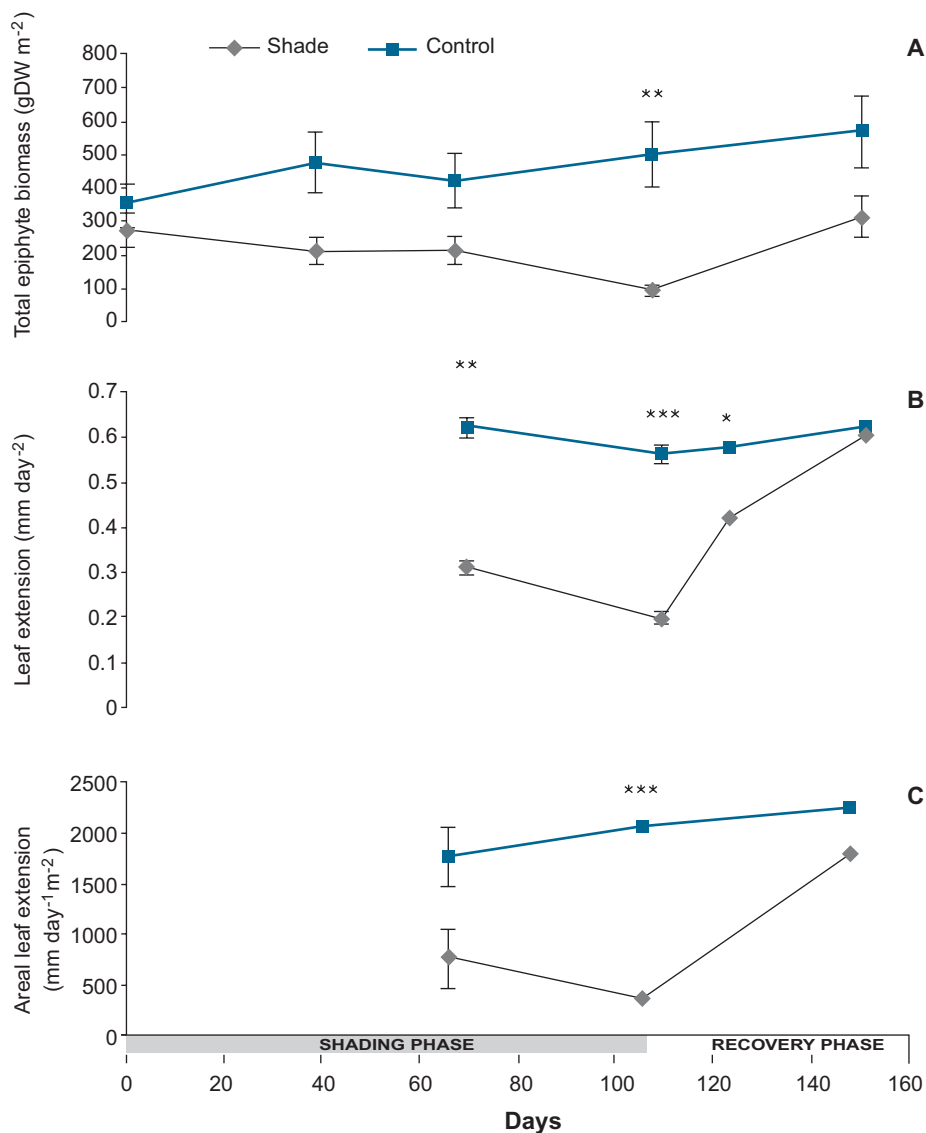 Shade Control
A
Total epiphyte biomass (gDW m⁻²)
800
700
600
500
400
300
200
100
0
**
B
Leaf extension (mm day⁻²)
0.7
0.6
0.5
0.4
0.3
0.2
0.1
0
** *** *
C
Areal leaf extension
(mm day⁻¹m⁻²)
2500
2000
1500
1000
500
0
***
SHADING PHASE RECOVERY PHASE
0 20 40 60 80 100 120 140 160
Days